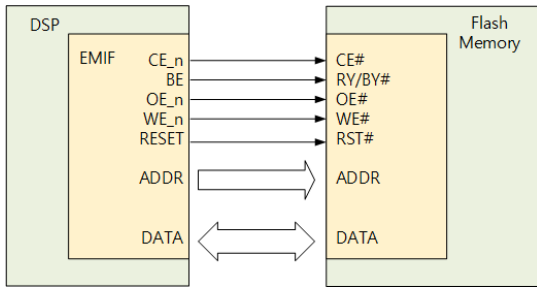 DSP
Flash
Memory
EMIF
CE_n
CE#
BE
RY/BY#
OE_n
OE#
WE_n
WE#
RESET
RST#
ADDR
ADDR
DATA
DATA